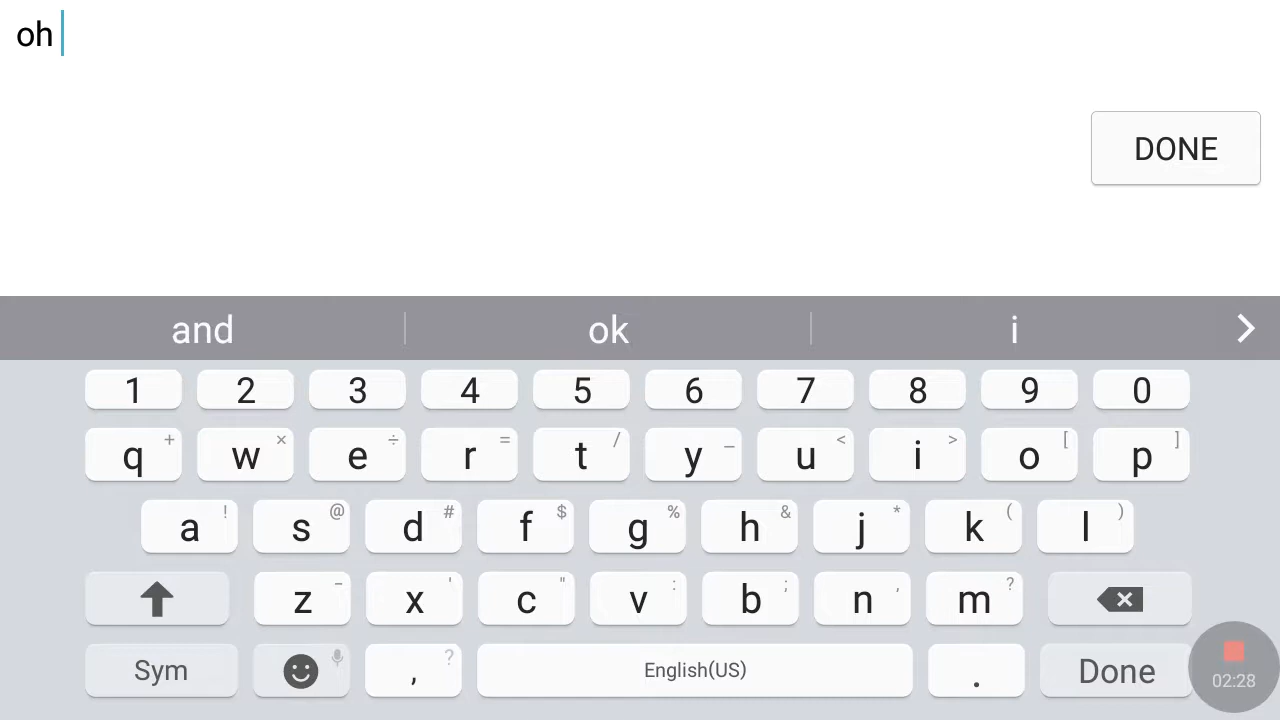 oh
DONE
and ok i
1 2 3 4 5 6 7 8 9 0
q + w × e ÷ r = t / y _ u < i > o [ p ]
a ! s @ d # f $ g % h & j * k ( l )
z - x ' c " v : b ; n , m ?
Sym , ? English(US) . Done
02:28